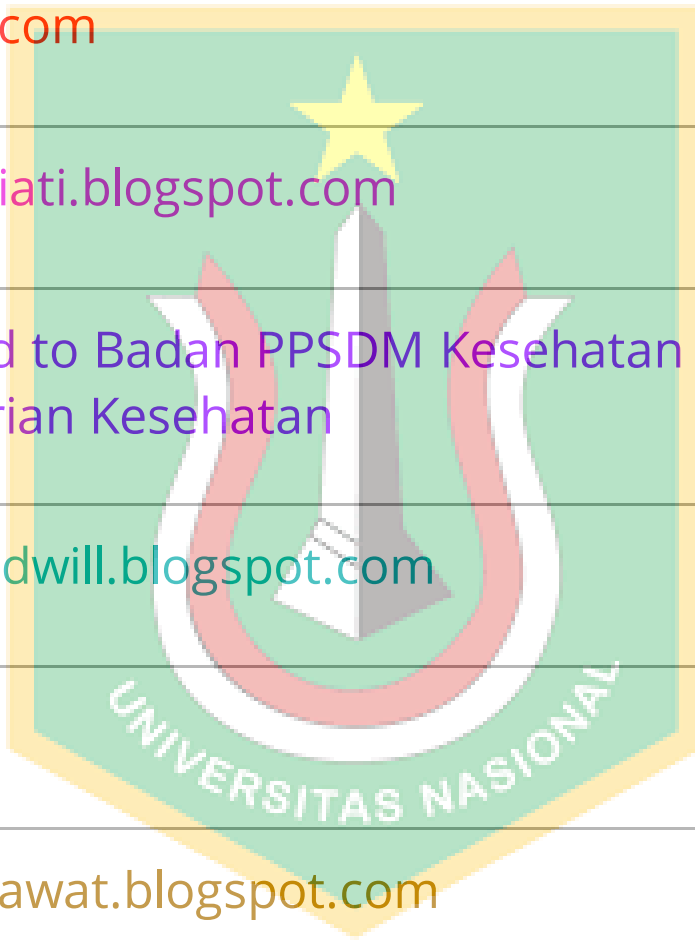 com
iati.blogspot.com
d to Badan PPSDM Kesehatan
rian Kesehatan
dwill.blogspot.com
UNIVERSITAS NASIONAL
awat.blogspot.com